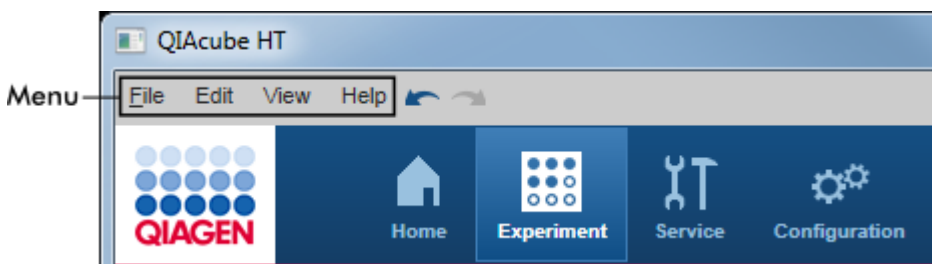 QIAcube HT
Menu File Edit View Help
QIAGEN Home Experiment Service Configuration